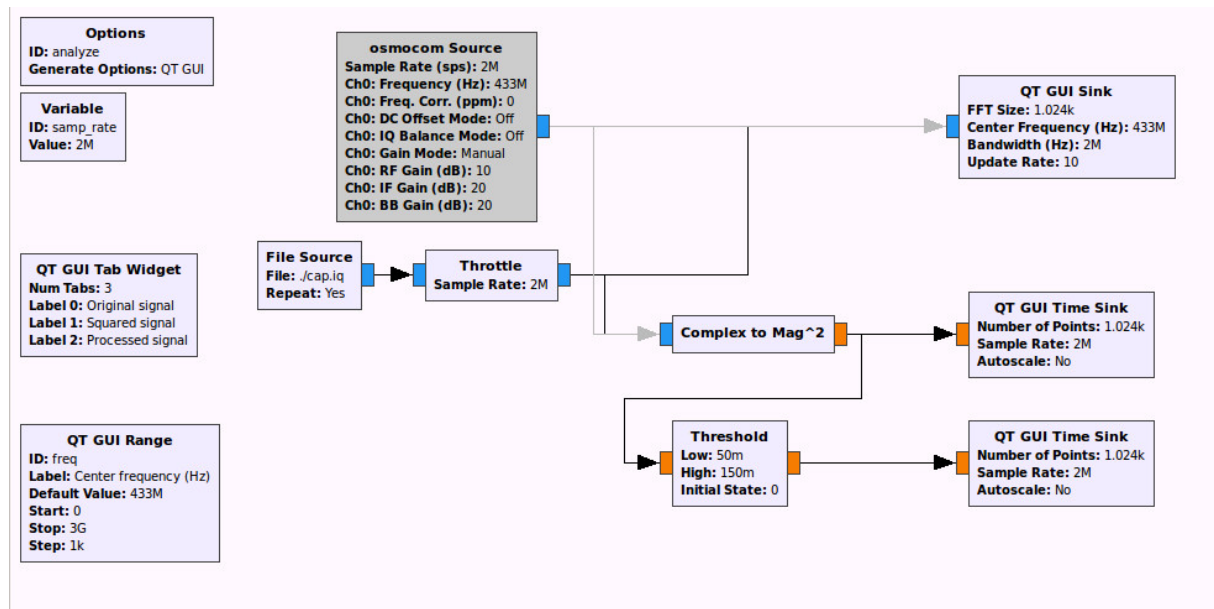 Options
ID: analyze
Generate Options: QT GUI
Variable
ID: samp_rate
Value: 2M
osmocom Source
Sample Rate (sps): 2M
Ch0: Frequency (Hz): 433M
Ch0: Freq. Corr. (ppm): 0
Ch0: DC Offset Mode: Off
Ch0: IQ Balance Mode: Off
Ch0: Gain Mode: Manual
Ch0: RF Gain (dB): 10
Ch0: IF Gain (dB): 20
Ch0: BB Gain (dB): 20
QT GUI Sink
FFT Size: 1.024k
Center Frequency (Hz): 433M
Bandwidth (Hz): 2M
Update Rate: 10
QT GUI Tab Widget
Num Tabs: 3
Label 0: Original signal
Label 1: Squared signal
Label 2: Processed signal
File Source
File: ./cap.iq
Repeat: Yes
Throttle
Sample Rate: 2M
Complex to Mag^2
QT GUI Time Sink
Number of Points: 1.024k
Sample Rate: 2M
Autoscale: No
QT GUI Range
ID: freq
Label: Center frequency (Hz)
Default Value: 433M
Start: 0
Stop: 3G
Step: 1k
Threshold
Low: 50m
High: 150m
Initial State: 0
QT GUI Time Sink
Number of Points: 1.024k
Sample Rate: 2M
Autoscale: No